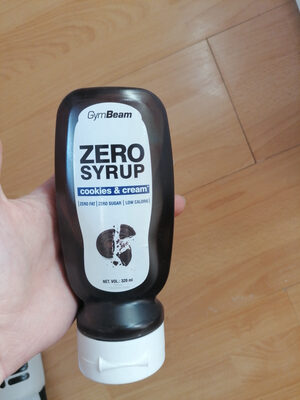 GymBeam
ZERO
SYRUP
cookies & cream
ZERO FAT | ZERO SUGAR | LOW CALORIE
NET. VOL.: 320 ml